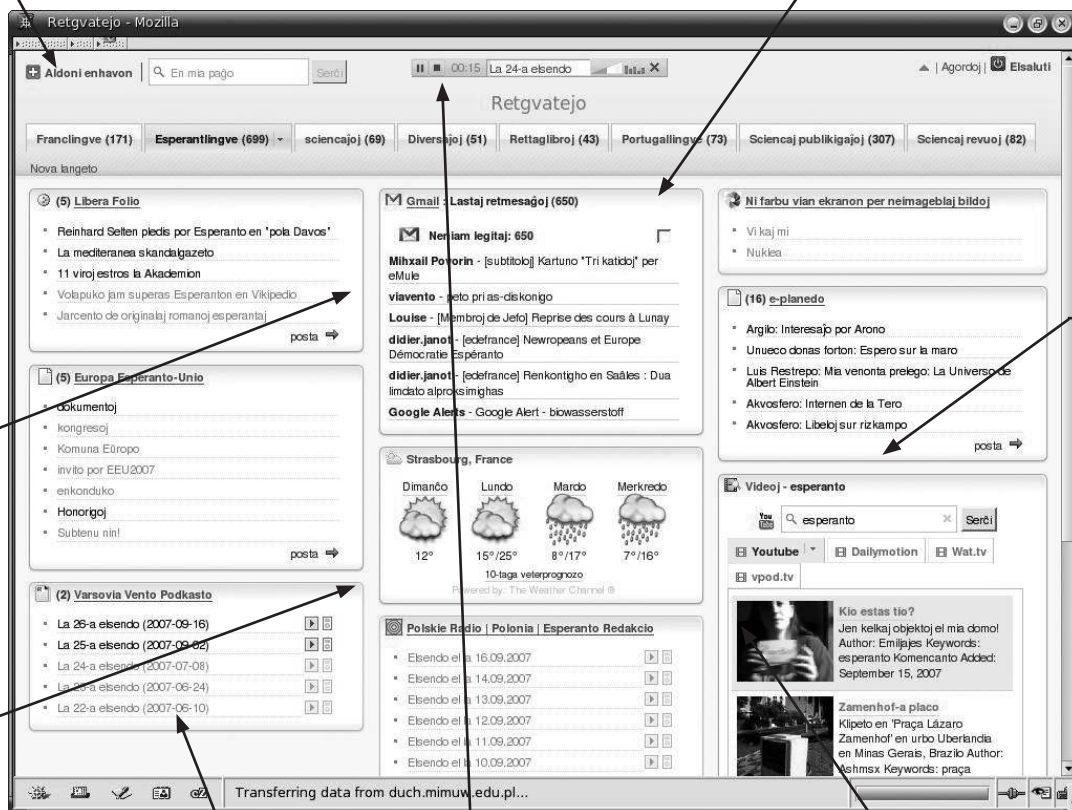 Retgvatejo - Mozilla
Aldoni enhavon
En mia paĝo
Serĉi
00:15 La 24-a elsendo
| Agordoj | Elsaluti
Retgvatejo
Franclingve (171)
Esperantlingve (699)
sciencaĵoj (69)
Diversaĵoj (51)
Rettaglibroj (43)
Portugallingve (73)
Sciencaj publikigaĵoj (307)
Sciencaj revuoj (82)
Nova langeto
(5) Libera Folio
Reinhard Selten pledis por Esperanto en "pola Davos"
La mediteranea skandalgazeto
11 viroj estros la Akademion
Volapuko jam superas Esperanton en Vikipedio
Jarcento de originalaj romanoj esperantaj
posta
(5) Europa Esperanto-Unio
dokumentoj
kongresoj
Komuna Eŭropo
invito por EEU2007
enkonduko
Honorigoj
Subtenu nin!
posta
(2) Varsovia Vento Podkasto
La 26-a elsendo (2007-09-16)
La 25-a elsendo (2007-09-02)
La 24-a elsendo (2007-07-08)
La 23-a elsendo (2007-06-24)
La 22-a elsendo (2007-06-10)
Gmail : Lastaj retmesaĝoj (650)
Neniam legitaj: 650
Mihxail Povorin - [subtitoloj] Kartuno "Tri katidoj" per
eMule
viavento - peto pri as-diskonigo
Louise - [Membroj de Jefo] Reprise des cours à Lunay
didier.janot - [edefrance] Newropeans et Europe
Démocratie Espéranto
didier.janot - [edefrance] Renkontigho en Saâles : Dua
limdato alproksimighas
Google Alerts - Google Alert - biowasserstoff
Strasbourg, France
Dimanĉo Lundo Mardo Merkredo
12° 15°/25° 8°/17° 7°/16°
10-taga veterprognozo
Powered by: The Weather Channel ®
Polskie Radio | Polonia | Esperanto Redakcio
Elsendo el la 16.09.2007
Elsendo el la 14.09.2007
Elsendo el la 13.09.2007
Elsendo el la 12.09.2007
Elsendo el la 11.09.2007
Elsendo el la 10.09.2007
Ni farbu vian ekranon per neimageblaj bildoj
Vi kaj mi
Nuklea
(16) e-planedo
Argilo: Interesaĵo por Arono
Unueco donas forton: Espero sur la maro
Luis Restrepo: Mia venonta prelego: La Universo de
Albert Einstein
Akvosfero: Internen de la Tero
Akvosfero: Libeloj sur rizkampo
posta
Videoj - esperanto
You Tube
esperanto
Serĉi
Youtube
Dailymotion
Wat.tv
vpod.tv
Kio estas tio?
Jen kelkaj objektoj el mia domo!
Author: Emiljajes Keywords:
esperanto Komencanto Added:
September 15, 2007
Zamenhof-a placo
Klipeto en 'Praça Lázaro
Zamenhof' en urbo Uberlandia
en Minas Gerais, Brazilo Author:
Ashmsx Keywords: praça
Transferring data from duch.mimuw.edu.pl...